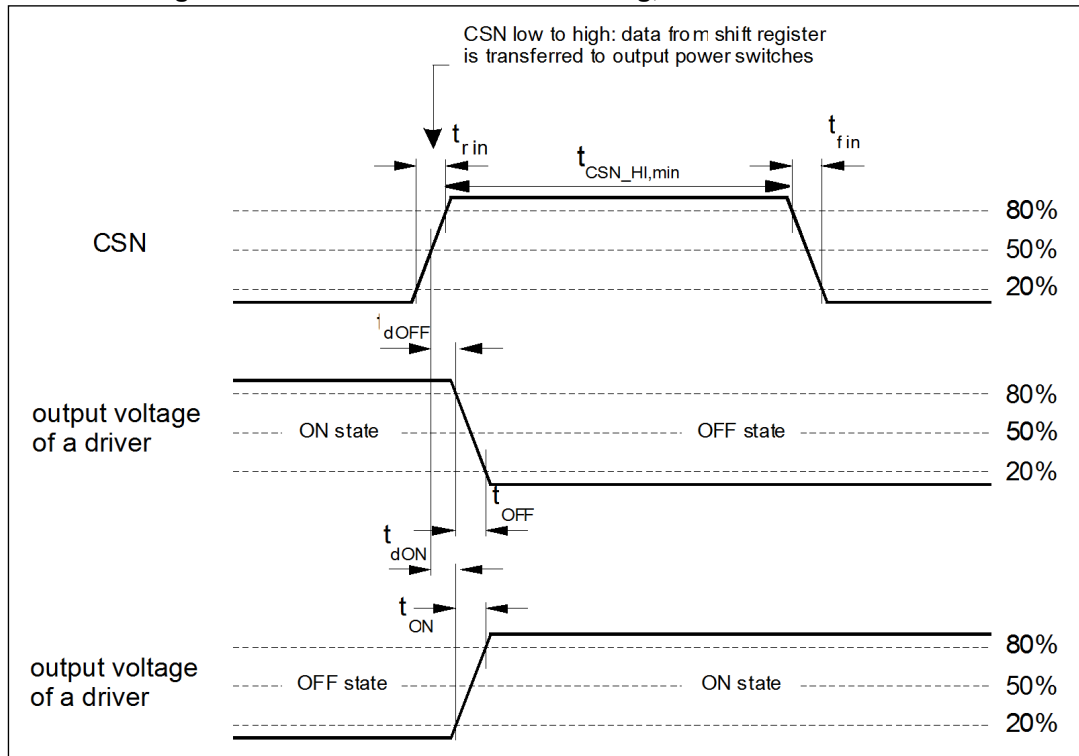 CSN low to high: data from shift register
is transferred to output power switches
t r in
t f in
t CSN_HI,min
80%
CSN
50%
20%
t dOFF
80%
output voltage
of a driver
ON state
OFF state
50%
20%
t OFF
t dON
t ON
80%
output voltage
of a driver
OFF state
ON state
50%
20%